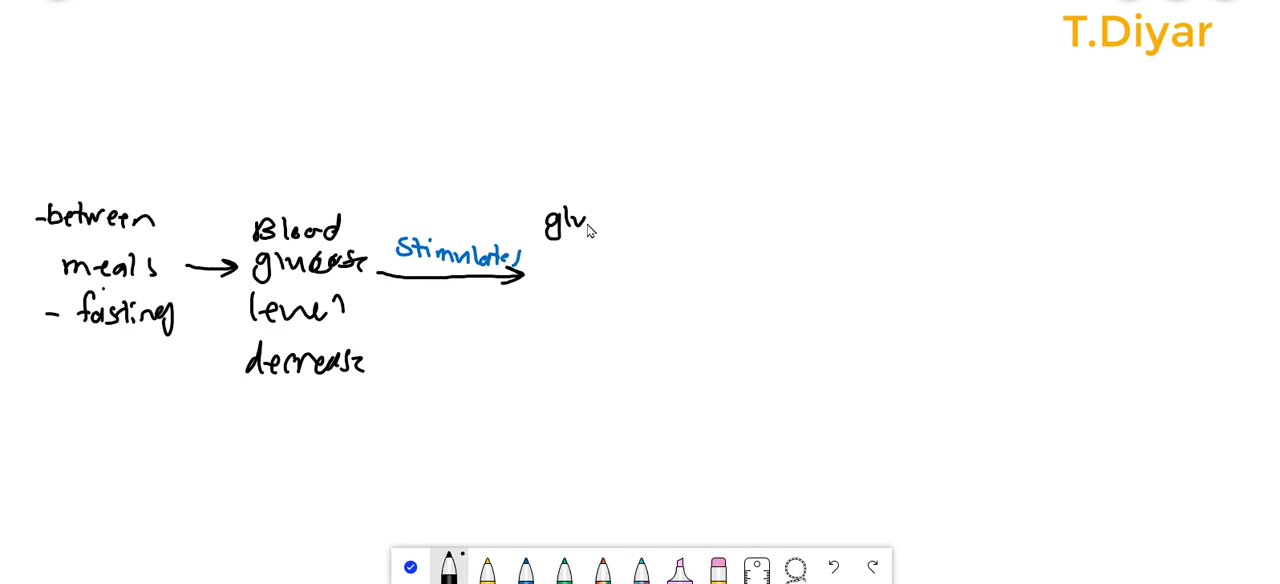 T.Diyar
-between
meals
- fasting
Blood
glucose
level
decrease
stimulates
glu